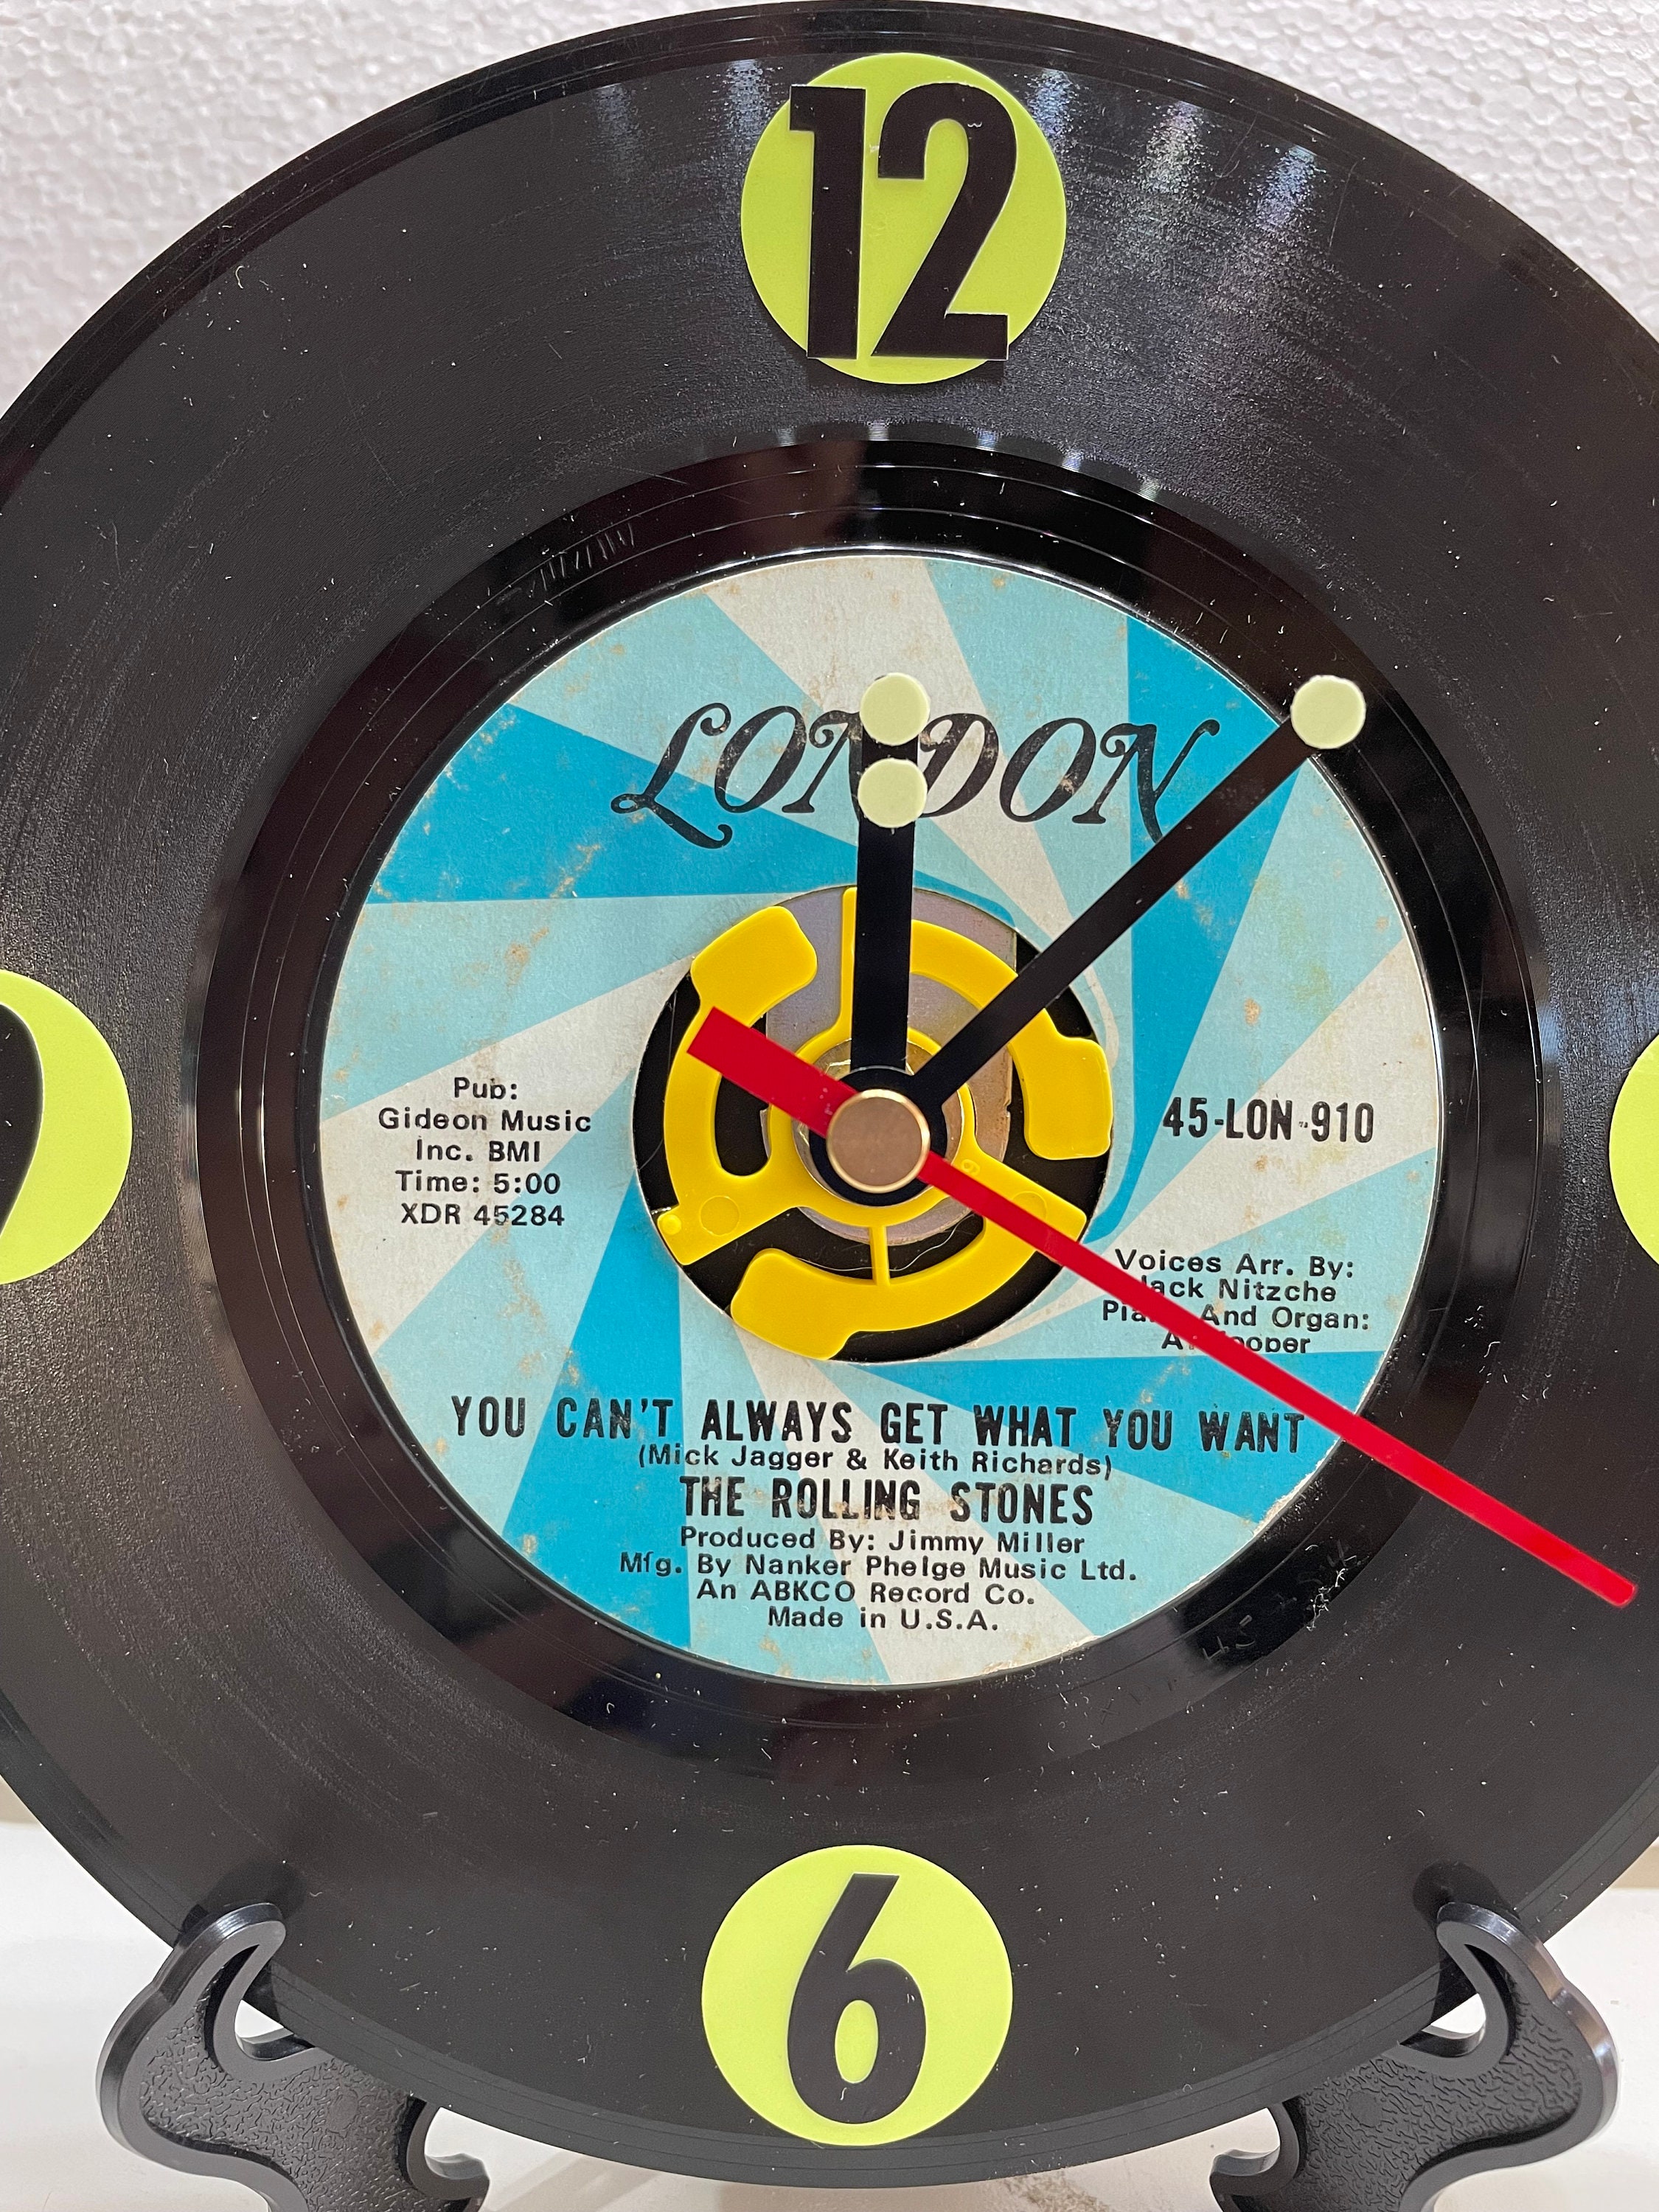 12
LONDON
Pub:
Gideon Music
Inc. BMI
Time: 5:00
XDR 45284
45-LON-910
Voices Arr. By:
Jack Nitzche
And Organ:
YOU CAN'T ALWAYS GET WHAT YOU WANT
(Mick Jagger & Keith Richards)
THE ROLLING STONES
Produced By: Jimmy Miller
Mfg. By Nanker Phelge Music Ltd.
An ABKCO Record Co.
Made in U.S.A.
6